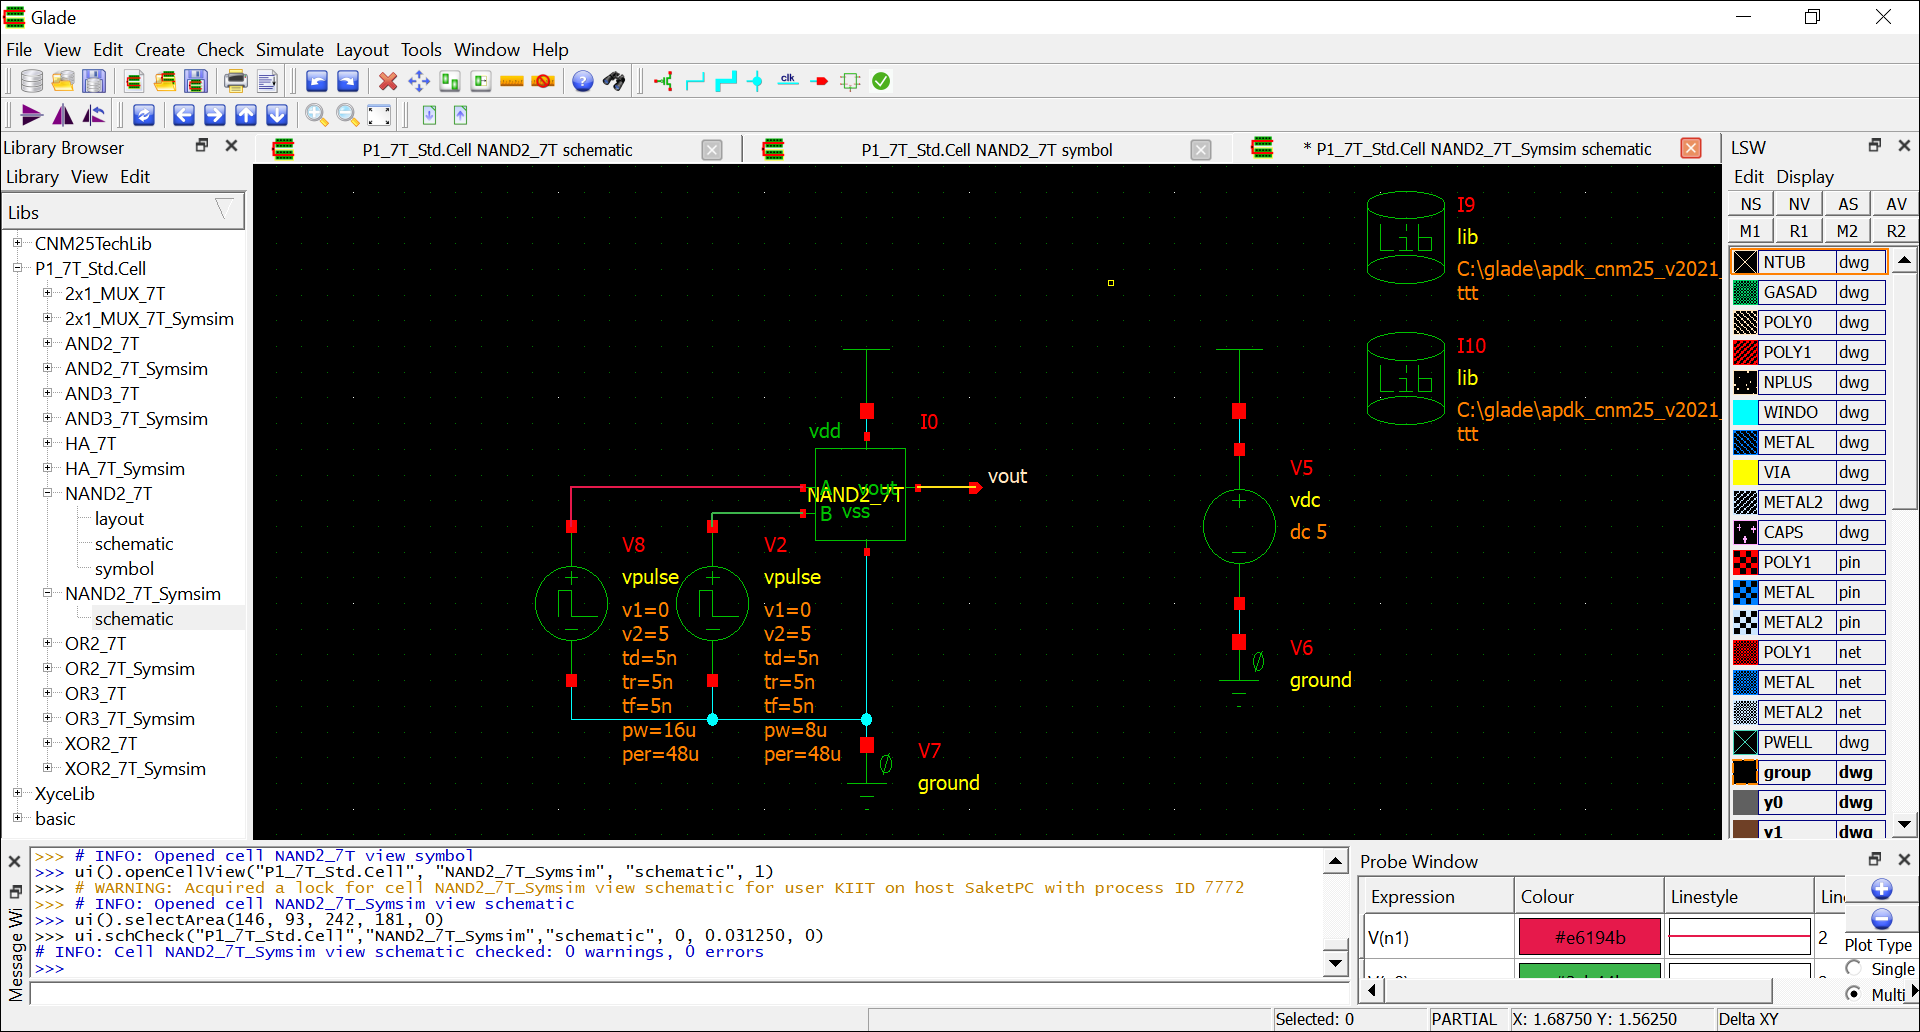 Glade
File View Edit Create Check Simulate Layout Tools Window Help
clk
Library Browser
Library View Edit
Libs
CNM25TechLib
P1_7T_Std.Cell
2x1_MUX_7T
2x1_MUX_7T_Symsim
AND2_7T
AND2_7T_Symsim
AND3_7T
AND3_7T_Symsim
HA_7T
HA_7T_Symsim
NAND2_7T
layout
schematic
symbol
NAND2_7T_Symsim
schematic
OR2_7T
OR2_7T_Symsim
OR3_7T
OR3_7T_Symsim
XOR2_7T
XOR2_7T_Symsim
XyceLib
basic
P1_7T_Std.Cell NAND2_7T schematic
P1_7T_Std.Cell NAND2_7T symbol
* P1_7T_Std.Cell NAND2_7T_Symsim schematic
I9
Lib
lib
C:\glade\apdk_cnm25_v2021_
ttt
I10
Lib
lib
C:\glade\apdk_cnm25_v2021_
ttt
vdd
I0
A
vout
NAND2_7T
B
vss
vout
V8
vpulse
v1=0
v2=5
td=5n
tr=5n
tf=5n
pw=16u
per=48u
V2
vpulse
v1=0
v2=5
td=5n
tr=5n
tf=5n
pw=8u
per=48u
V7
ground
V5
vdc
dc 5
V6
ground
LSW
Edit Display
NS NV AS AV
M1 R1 M2 R2
NTUB dwg
GASAD dwg
POLY0 dwg
POLY1 dwg
NPLUS dwg
WINDO dwg
METAL dwg
VIA dwg
METAL2 dwg
CAPS dwg
POLY1 pin
METAL pin
METAL2 pin
POLY1 net
METAL net
METAL2 net
PWELL dwg
group dwg
y0 dwg
y1 dwg
Message Wi
>>> # INFO: Opened cell NAND2_7T view symbol
>>> ui().openCellView("P1_7T_Std.Cell", "NAND2_7T_Symsim", "schematic", 1)
>>> # WARNING: Acquired a lock for cell NAND2_7T_Symsim view schematic for user KIIT on host SaketPC with process ID 7772
>>> # INFO: Opened cell NAND2_7T_Symsim view schematic
>>> ui().selectArea(146, 93, 242, 181, 0)
>>> ui.schCheck("P1_7T_Std.Cell","NAND2_7T_Symsim","schematic", 0, 0.031250, 0)
# INFO: Cell NAND2_7T_Symsim view schematic checked: 0 warnings, 0 errors
>>>
Probe Window
Expression Colour Linestyle Lin
V(n1) #e6194b 2
Plot Type
Single
Multi
Selected: 0 PARTIAL X: 1.68750 Y: 1.56250 Delta XY